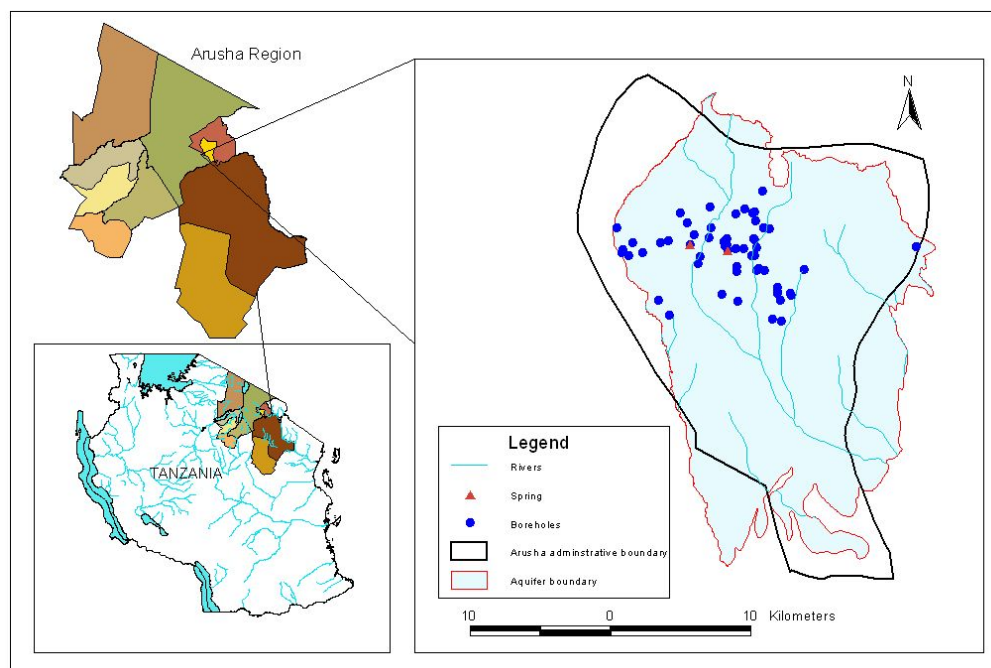 Arusha Region
N
TANZANIA
Legend
Rivers
Spring
Boreholes
Arusha adminstrative boundary
Aquifer boundary
10 0 10 Kilometers